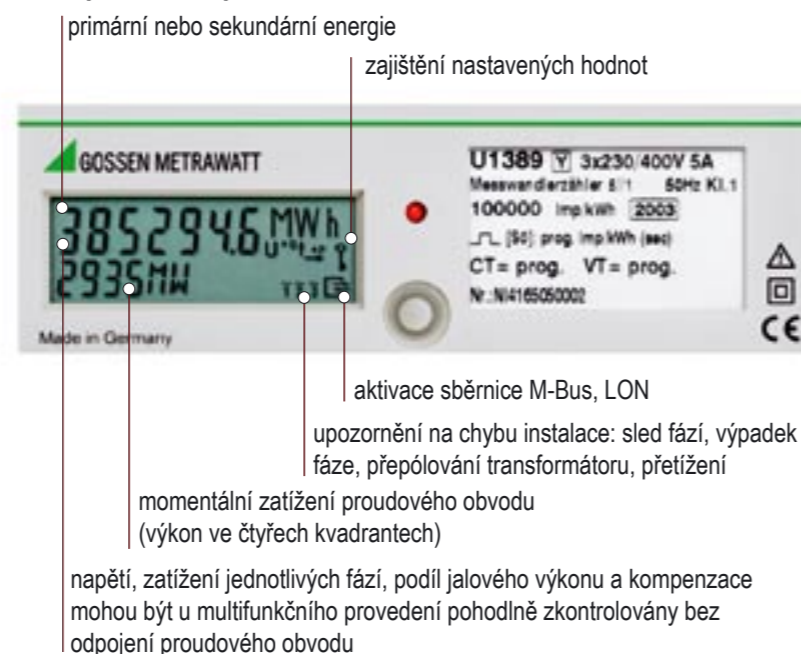 primární nebo sekundární energie
zajištění nastavených hodnot
GOSSEN METRAWATT
385294.6 MWh
2935 MW
Made in Germany
U1389 Y 3x230/400V 5A
Messwandlerzähler 50Hz Kl.1
100000 Imp/kWh 2003
[S0]: prog. Imp/kWh (sec)
CT= prog. VT= prog.
Nr.:NI4165050002
CE
aktivace sběrnice M-Bus, LON
upozornění na chybu instalace: sled fází, výpadek
fáze, přepólování transformátoru, přetížení
momentální zatížení proudového obvodu
(výkon ve čtyřech kvadrantech)
napětí, zatížení jednotlivých fází, podíl jalového výkonu a kompenzace
mohou být u multifunkčního provedení pohodlně zkontrolovány bez
odpojení proudového obvodu